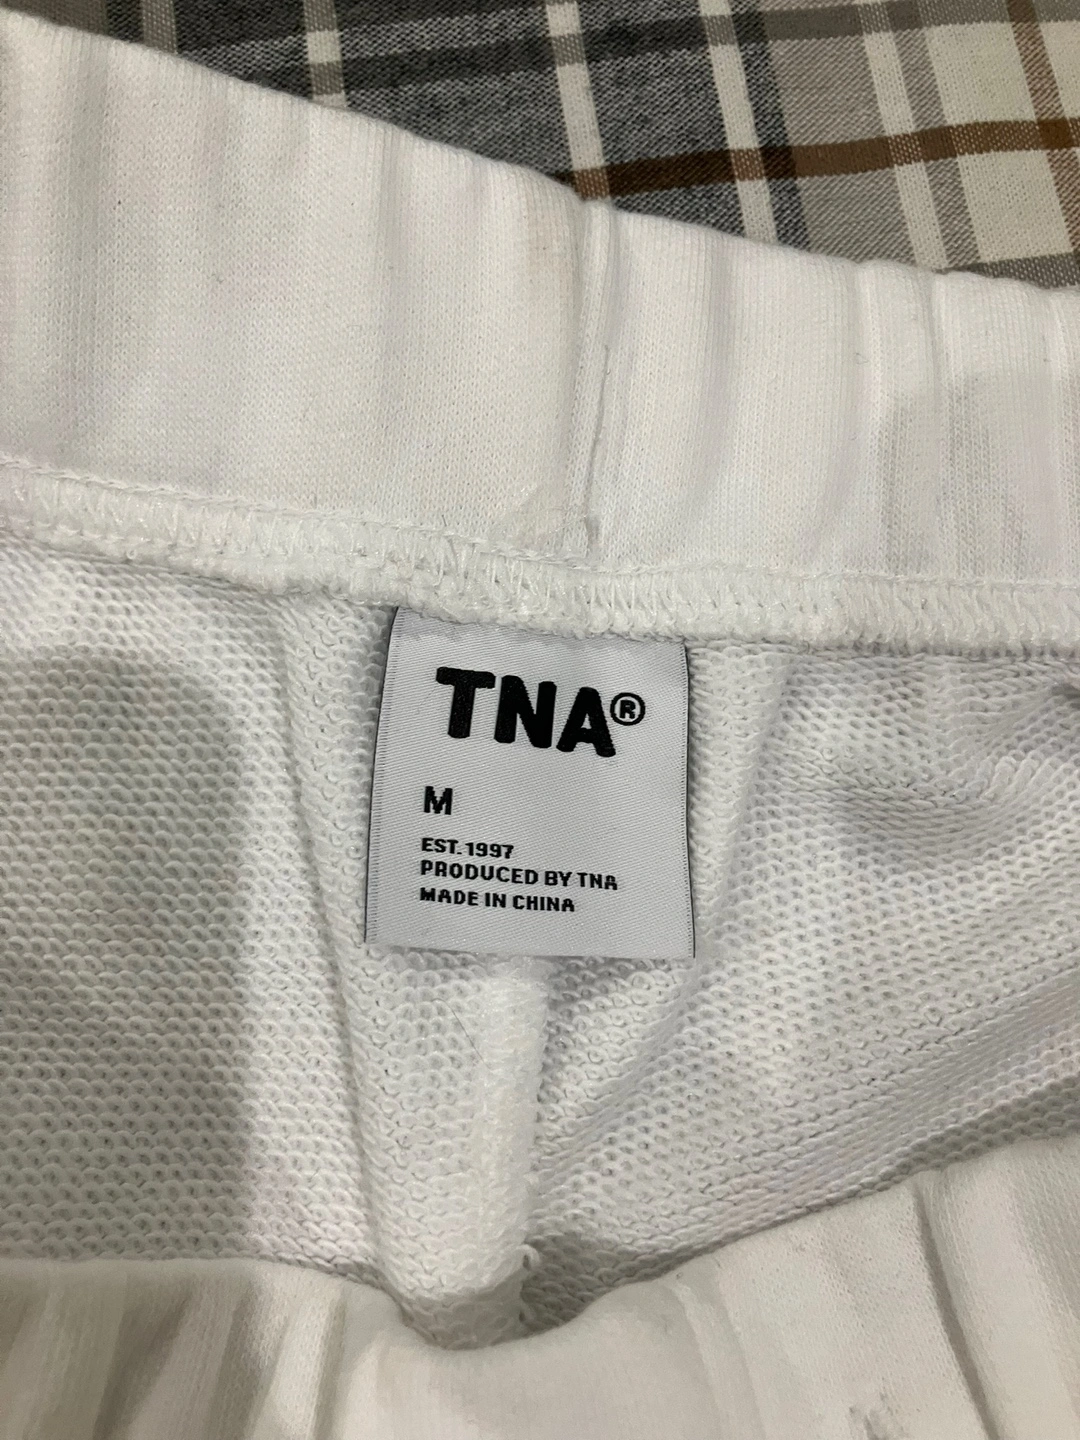 TNA®
M
EST. 1997
PRODUCED BY TNA
MADE IN CHINA